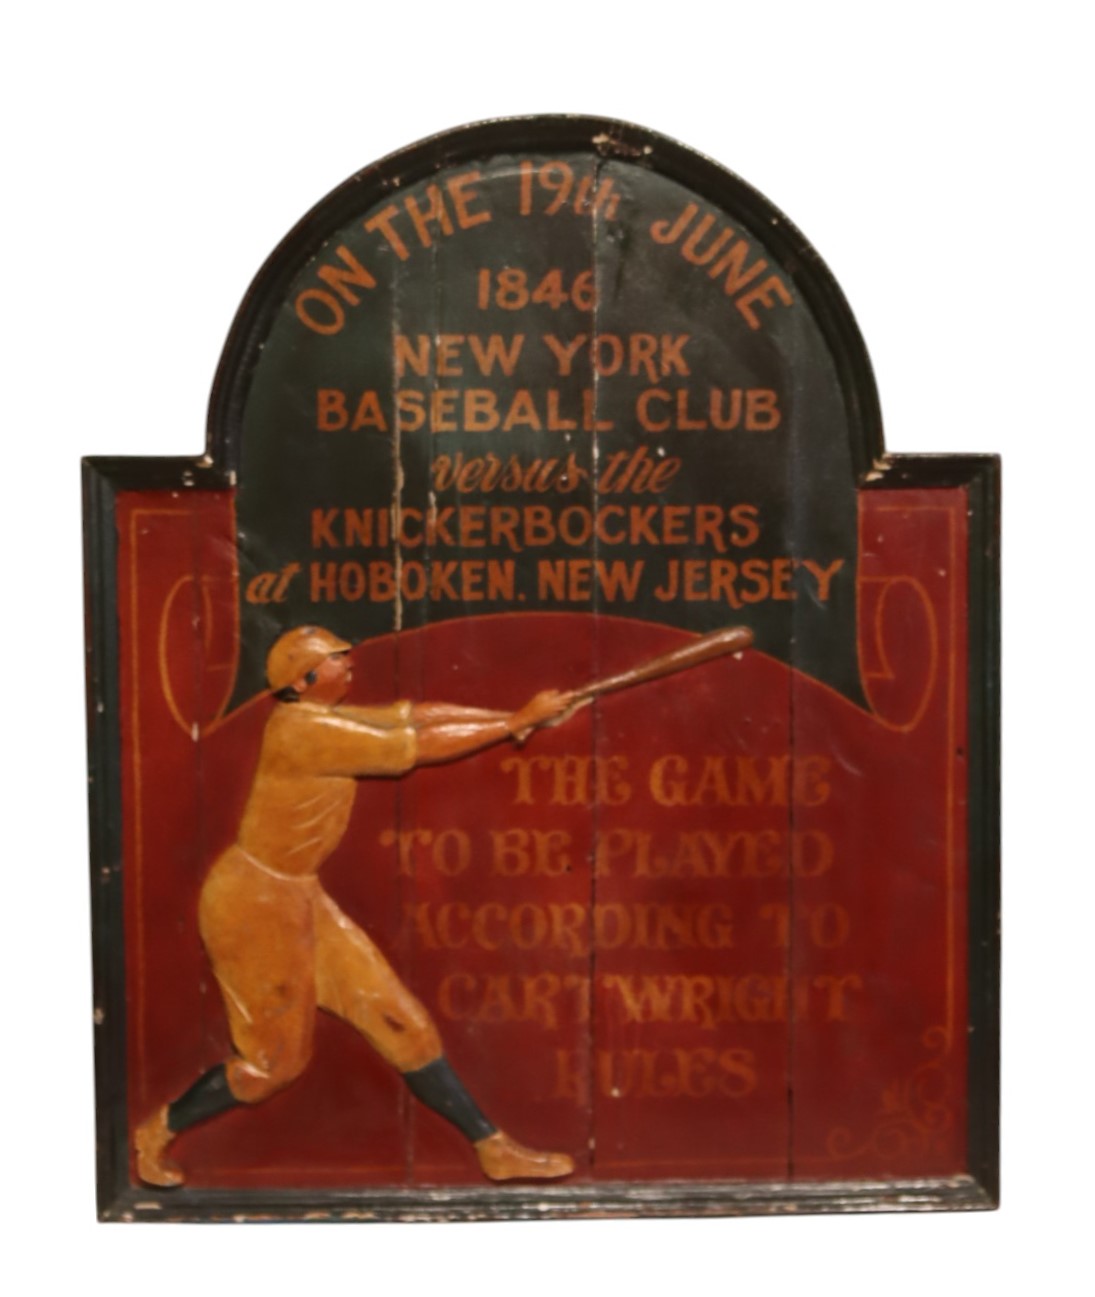 ON THE 19th JUNE
1846
NEW YORK
BASEBALL CLUB
versus the
KNICKERBOCKERS
at HOBOKEN. NEW JERSEY
THE GAME
TO BE PLAYED
ACCORDING TO
CARTWRIGHT
RULES